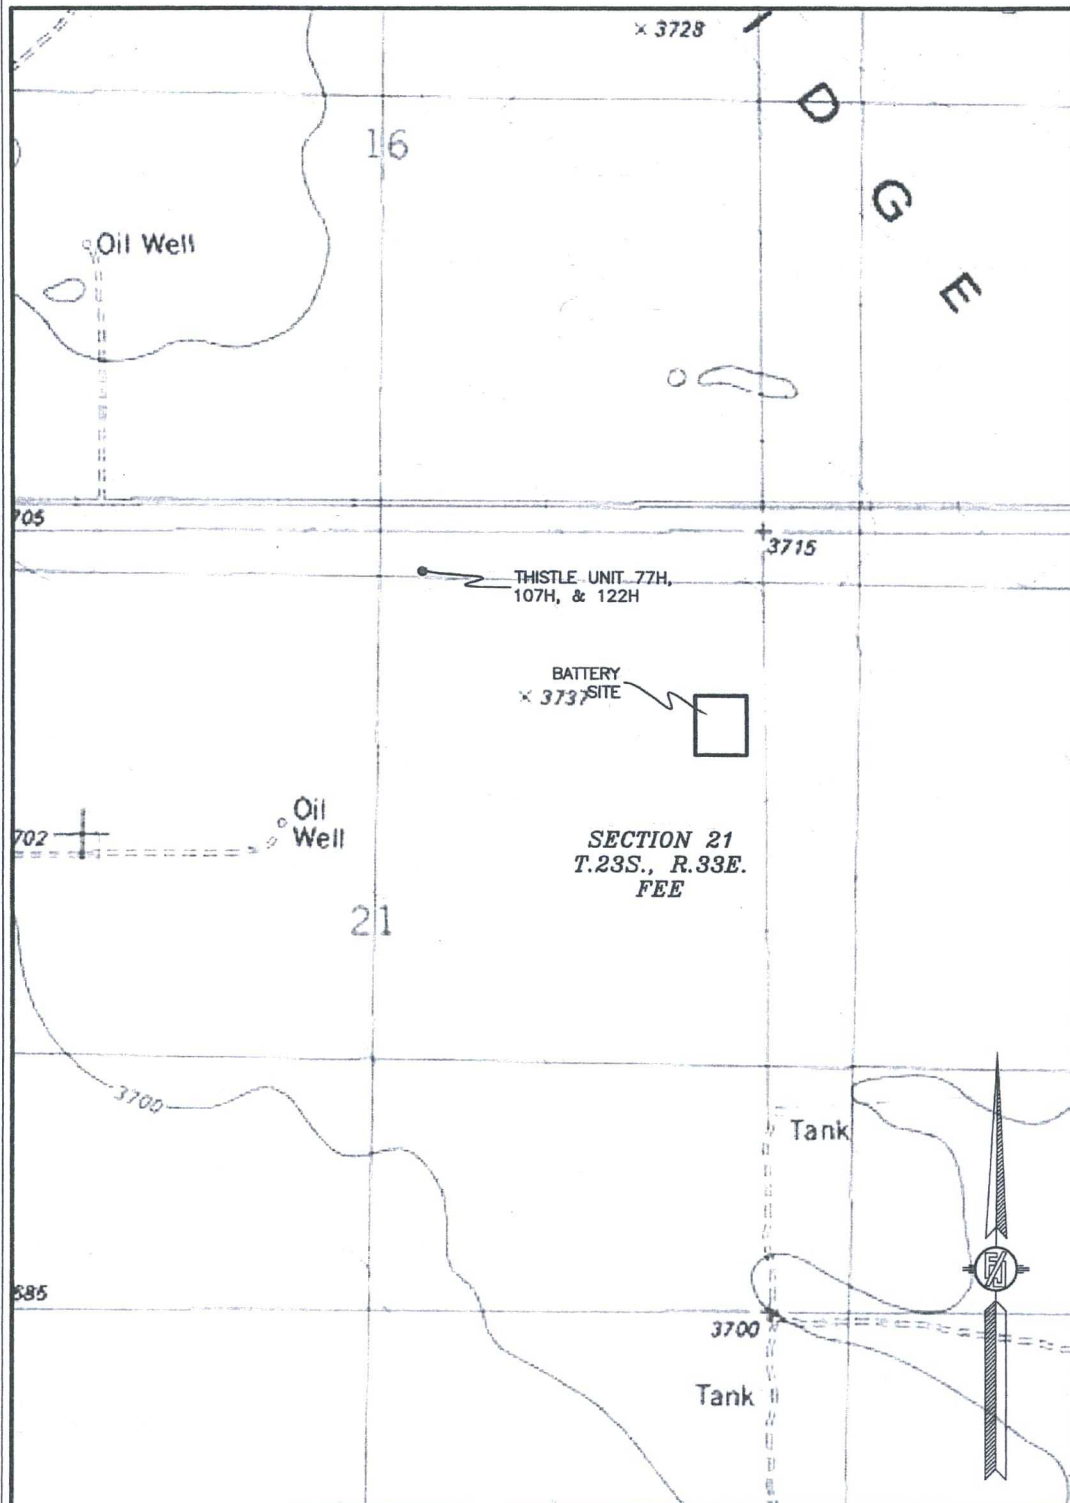 3728
D
16
G
Oil Well
E
705
3715
THISTLE UNIT 77H,
107H, & 122H
BATTERY
SITE
3737
Oil
Well
702
SECTION 21
T.23S., R.33E.
FEE
21
3700
Tank
685
3700
Tank